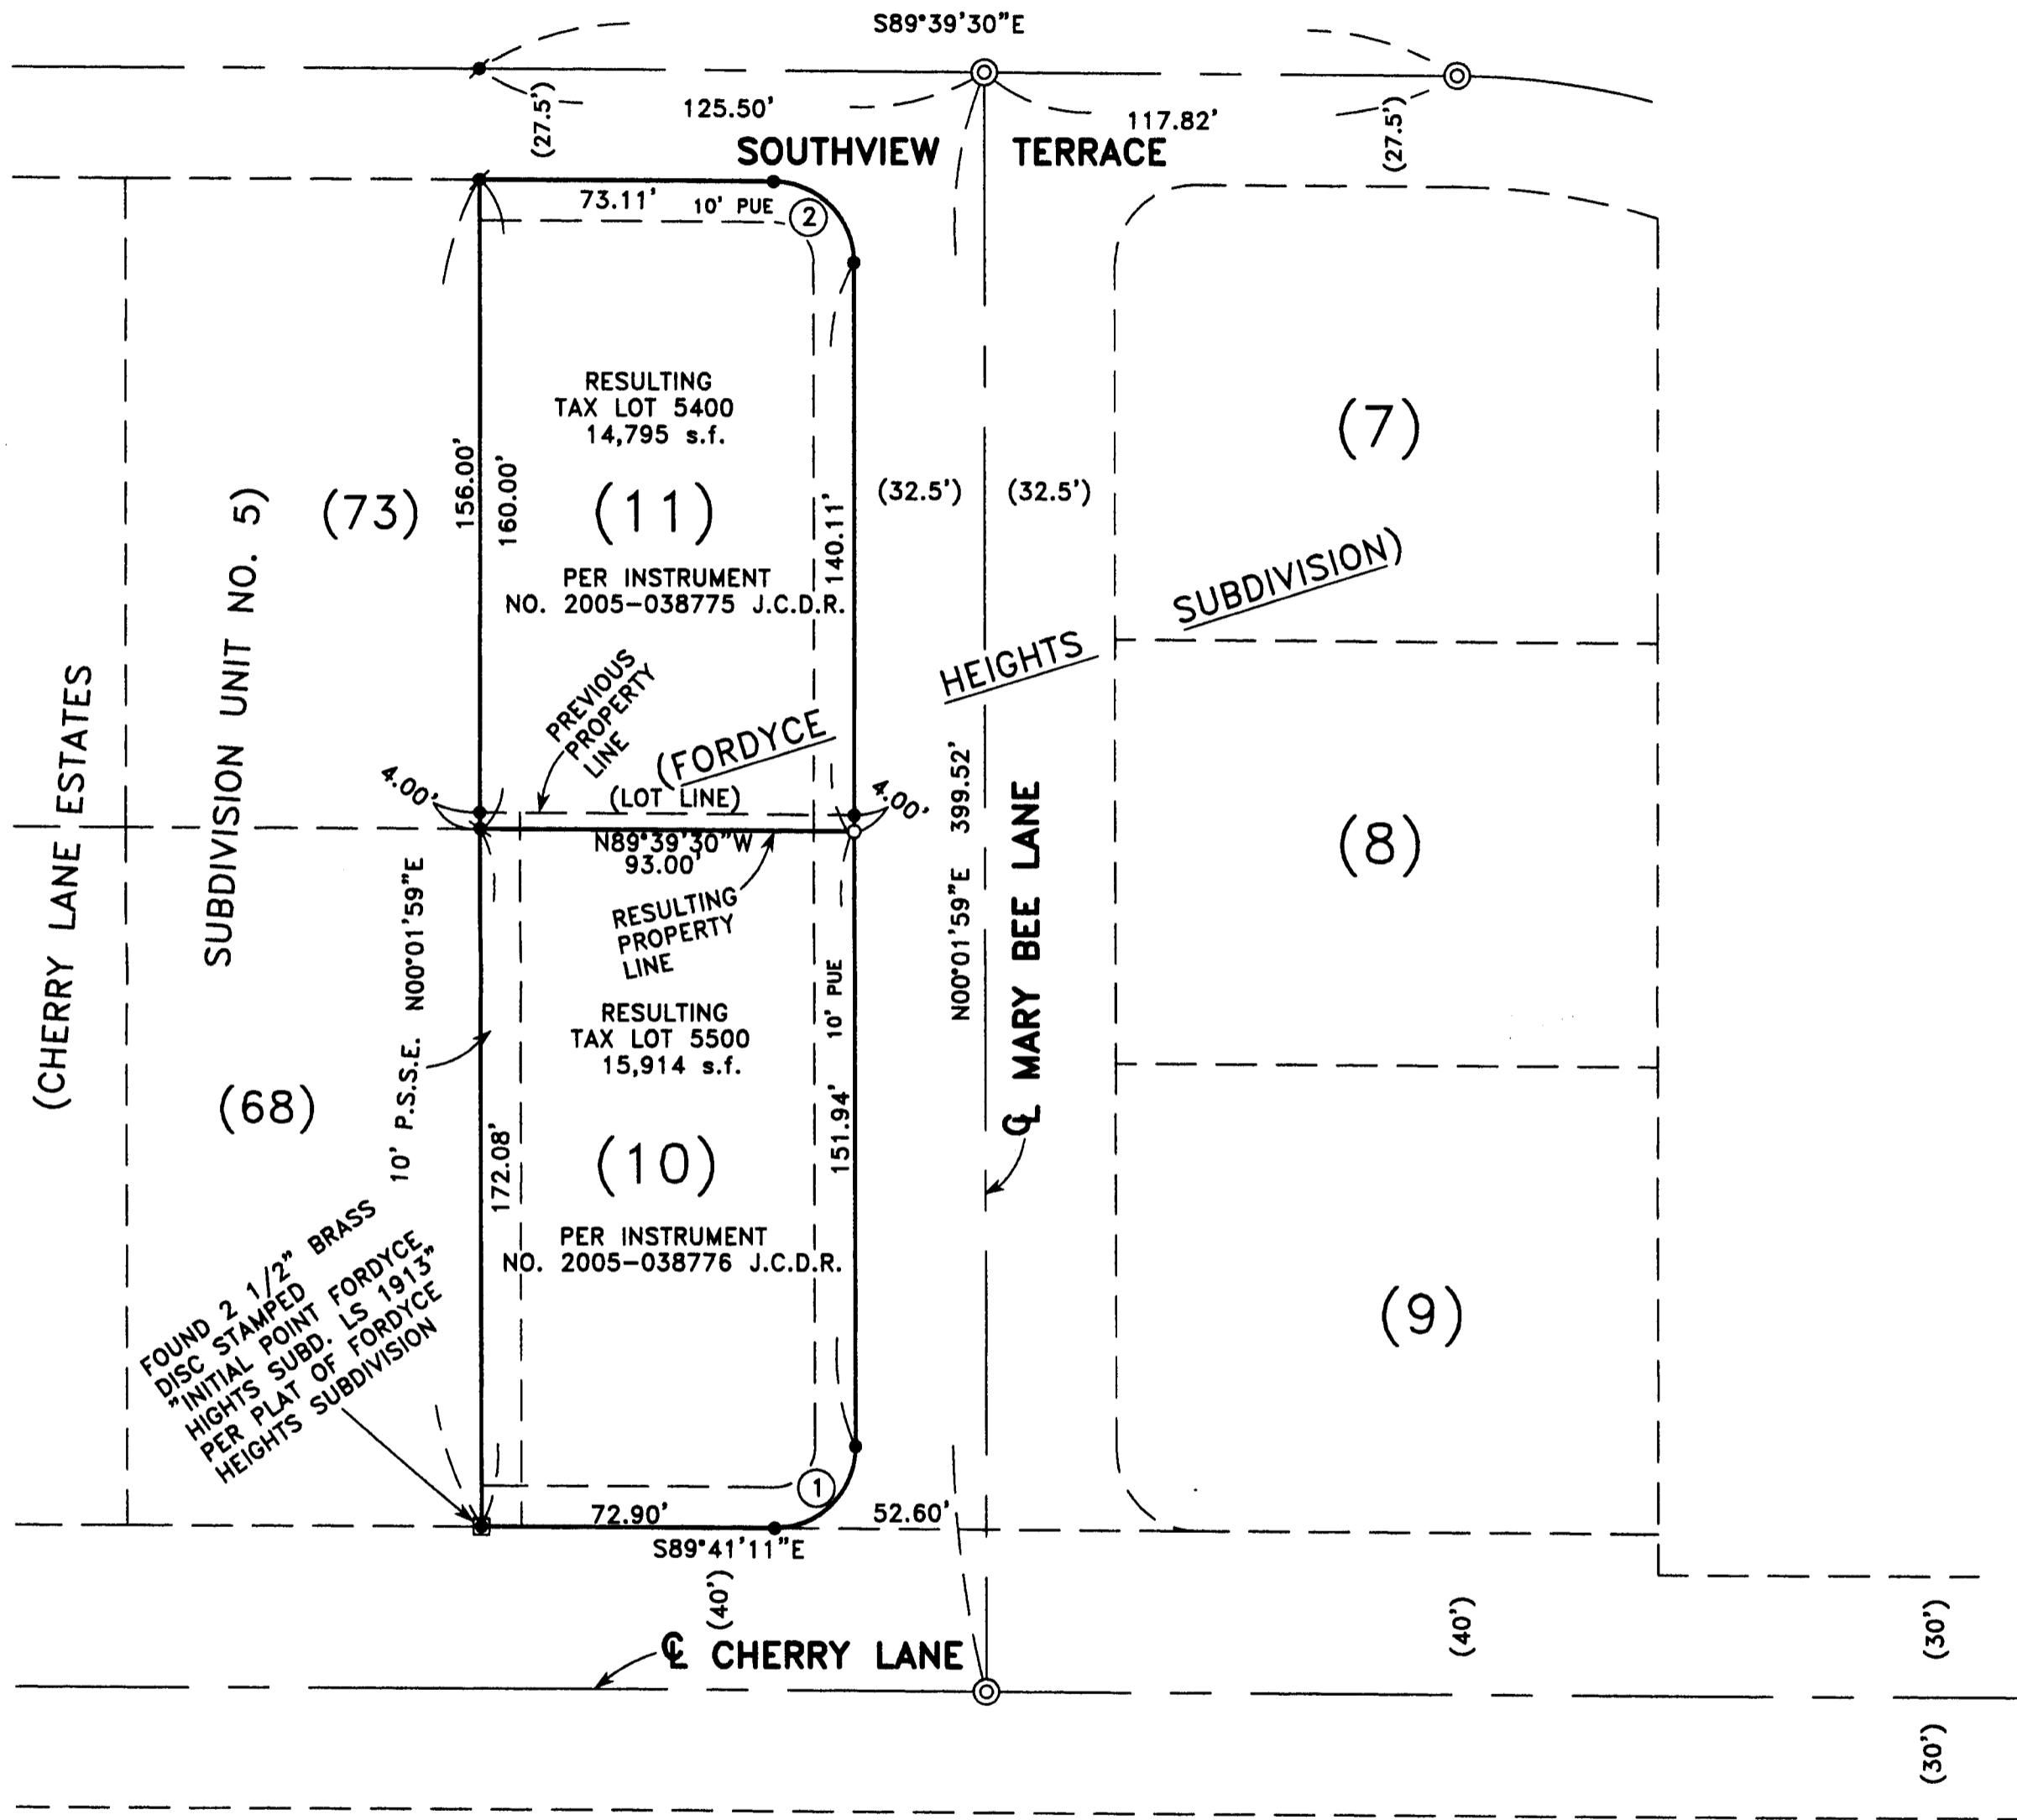 S89°39'30"E
(27.5')
125.50'
117.82'
(27.5')
SOUTHVIEW TERRACE
73.11'
10' PUE
2
RESULTING
TAX LOT 5400
14,795 s.f.
(11)
PER INSTRUMENT
NO. 2005-038775 J.C.D.R.
156.00'
160.00'
140.11'
(32.5')
(32.5')
(7)
(73)
(CHERRY LANE ESTATES
SUBDIVISION UNIT NO. 5)
PREVIOUS
PROPERTY
LINE
(FORDYCE HEIGHTS SUBDIVISION)
4.00'
(LOT LINE)
4.00'
N89°39'30"W
93.00'
RESULTING
PROPERTY
LINE
N00°01'59"E 399.52'
℄ MARY BEE LANE
(8)
10' P.S.S.E. N00°01'59"E
RESULTING
TAX LOT 5500
15,914 s.f.
10' PUE
(68)
(10)
172.08'
151.94'
PER INSTRUMENT
NO. 2005-038776 J.C.D.R.
FOUND 2 1/2" BRASS
DISC STAMPED
"INITIAL POINT FORDYCE
HIGHTS SUBD. LS 1913"
PER PLAT OF FORDYCE
HEIGHTS SUBDIVISION
(9)
1
72.90'
52.60'
S89°41'11"E
(40')
(40')
(30')
℄ CHERRY LANE
(30')